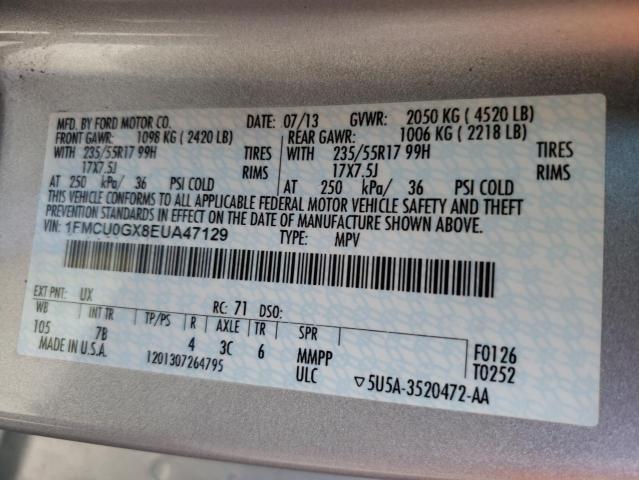 MFD. BY FORD MOTOR CO. DATE: 07/13 GVWR: 2050 KG ( 4520 LB)
FRONT GAWR: 1098 KG ( 2420 LB) REAR GAWR: 1006 KG ( 2218 LB)
WITH 235/55R17 99H TIRES WITH 235/55R17 99H TIRES
17X7.5J RIMS 17X7.5J RIMS
AT 250 kPa/ 36 PSI COLD AT 250 kPa/ 36 PSI COLD
THIS VEHICLE CONFORMS TO ALL APPLICABLE FEDERAL MOTOR VEHICLE SAFETY AND THEFT
PREVENTION STANDARDS IN EFFECT ON THE DATE OF MANUFACTURE SHOWN ABOVE.
VIN: 1FMCU0GX8EUA47129 TYPE: MPV
EXT PNT: UX RC: 71 DSO:
WB INT TR TP/PS R AXLE TR SPR F0126
105 7B 4 3C 6 MMPP T0252
MADE IN U.S.A. 1201307264795 ULC ▽5U5A-3520472-AA